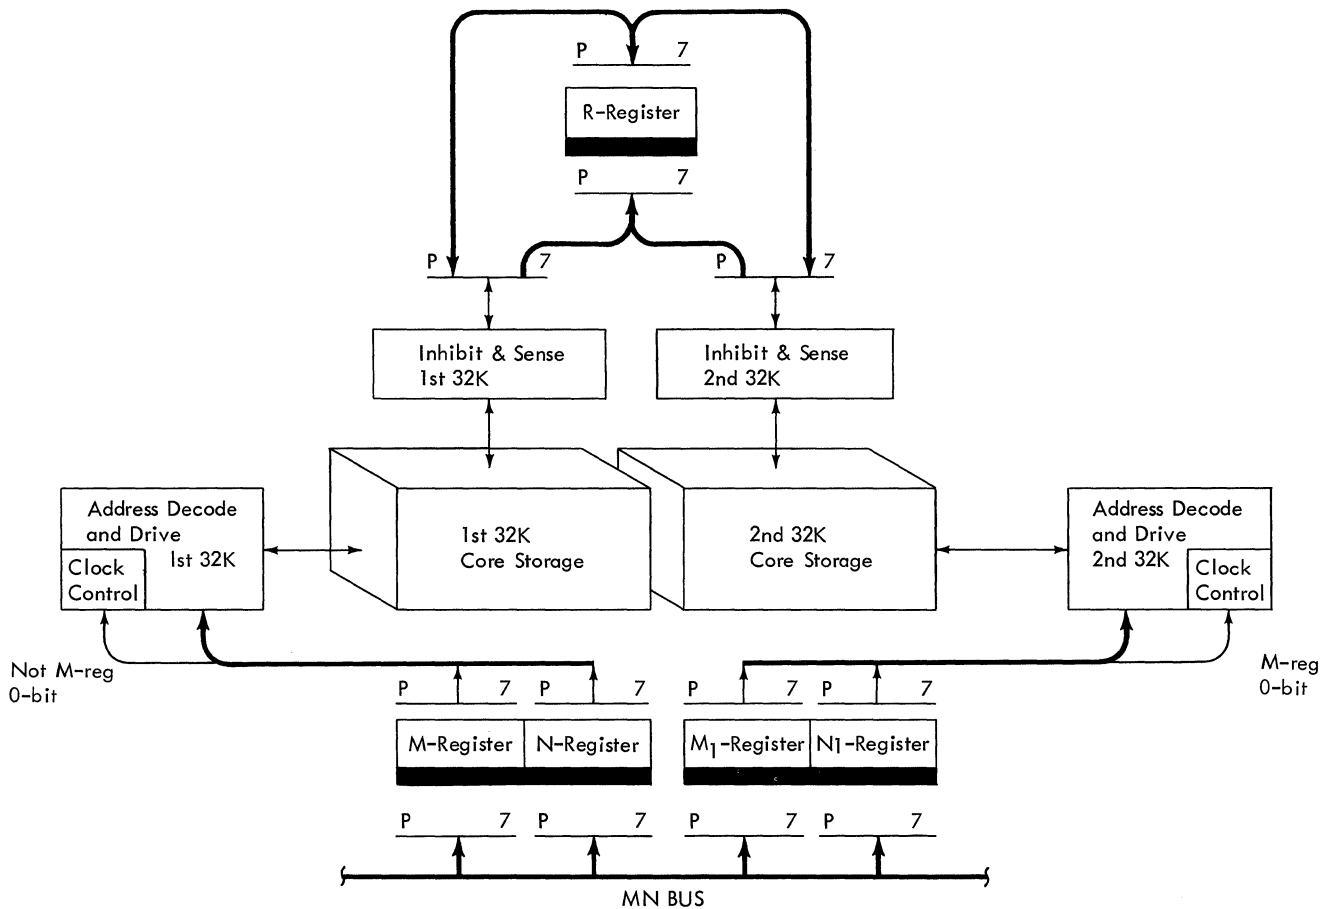 P 7
R-Register
P 7
P 7
P 7
Inhibit & Sense
1st 32K
Inhibit & Sense
2nd 32K
Address Decode
and Drive
1st 32K
Clock
Control
1st 32K
Core Storage
2nd 32K
Core Storage
Address Decode
and Drive
2nd 32K
Clock
Control
Not M-reg
0-bit
M-reg
0-bit
P 7 P 7 P 7 P 7
M-Register N-Register M1-Register N1-Register
P 7 P 7 P 7 P 7
MN BUS